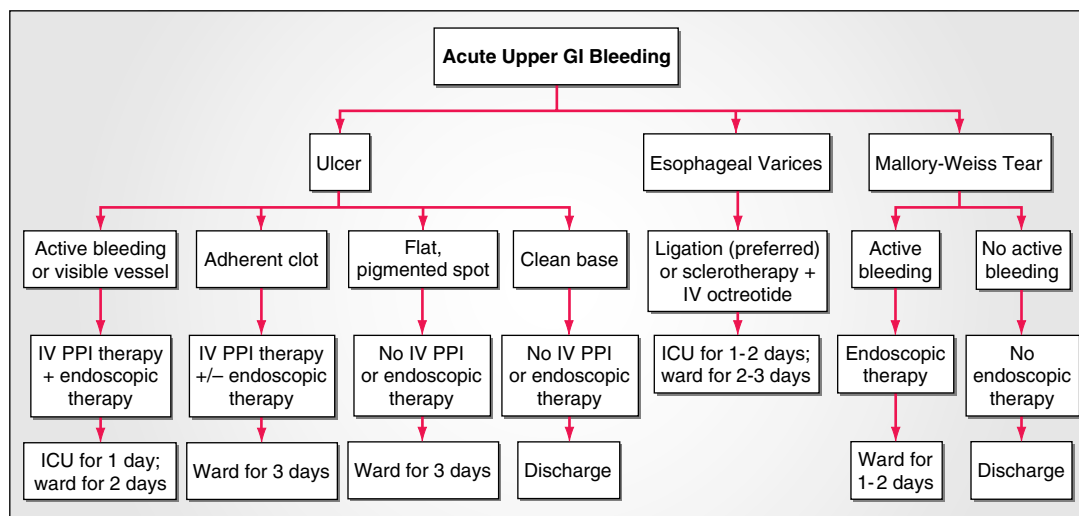 Acute Upper GI Bleeding
Ulcer
Esophageal Varices
Mallory-Weiss Tear
Active bleeding
or visible vessel
Adherent clot
Flat,
pigmented spot
Clean base
Ligation (preferred)
or sclerotherapy +
IV octreotide
Active
bleeding
No active
bleeding
IV PPI therapy
+ endoscopic
therapy
IV PPI therapy
+/– endoscopic
therapy
No IV PPI
or endoscopic
therapy
No IV PPI
or endoscopic
therapy
ICU for 1-2 days;
ward for 2-3 days
Endoscopic
therapy
No
endoscopic
therapy
ICU for 1 day;
ward for 2 days
Ward for 3 days
Ward for 3 days
Discharge
Ward for
1-2 days
Discharge